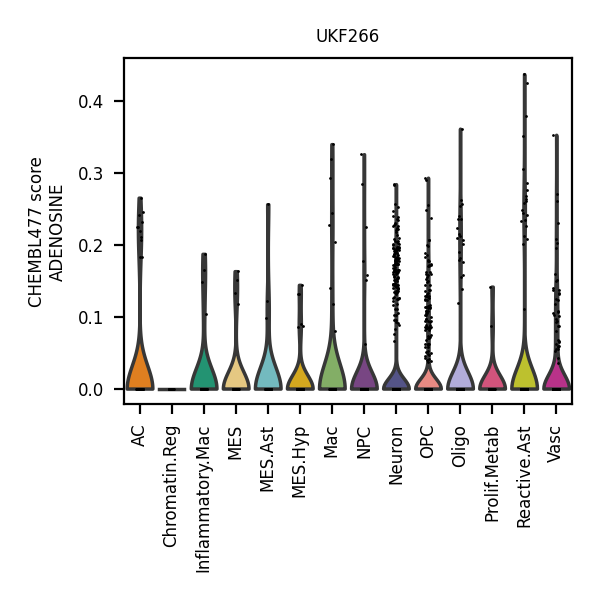 UKF266
CHEMBL477 score
ADENOSINE
0.4
0.3
0.2
0.1
0.0
AC
Chromatin.Reg
Inflammatory.Mac
MES
MES.Ast
MES.Hyp
Mac
NPC
Neuron
OPC
Oligo
Prolif.Metab
Reactive.Ast
Vasc